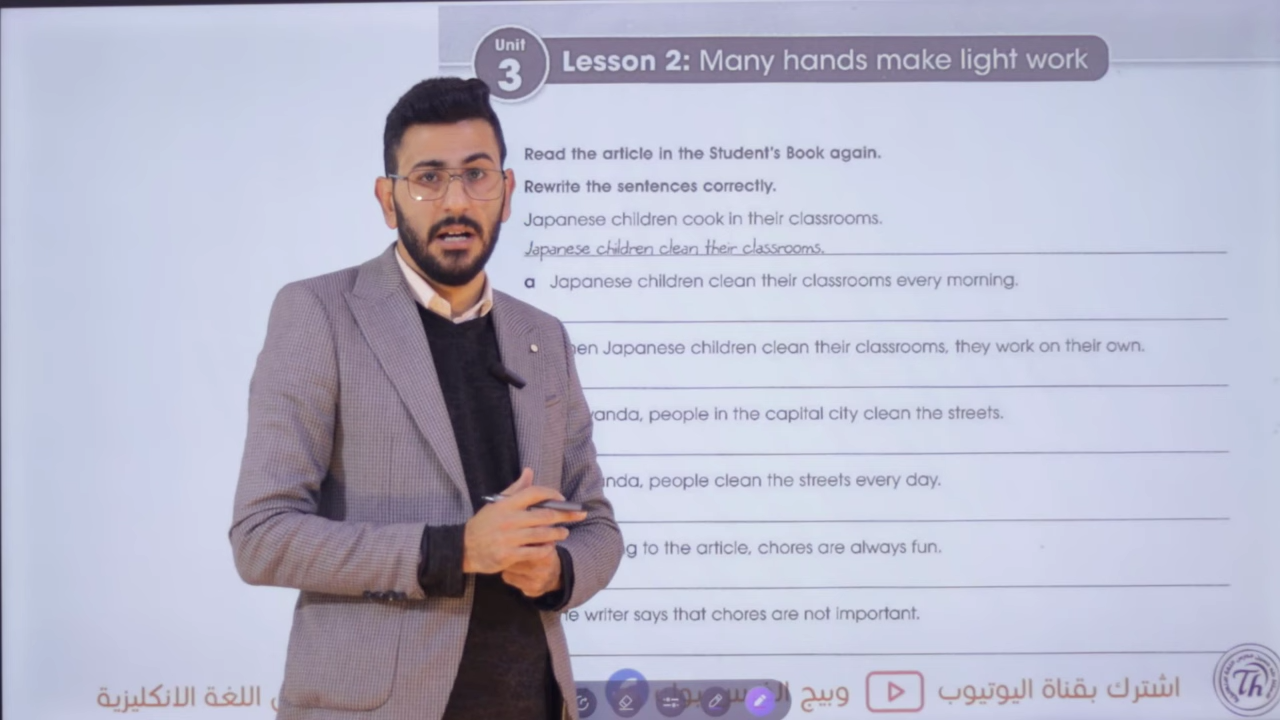 Unit
3
Lesson 2: Many hands make light work
Read the article in the Student's Book again.
Rewrite the sentences correctly.
Japanese children cook in their classrooms.
Japanese children clean their classrooms.
a Japanese children clean their classrooms every morning.
Japanese children clean their classrooms, they work on their own.
people in the capital city clean the streets.
people clean the streets every day.
to the article, chores are always fun.
writer says that chores are not important.
اشترك بقناة اليوتيوب
وبيج
اللغة الانكليزية
Th